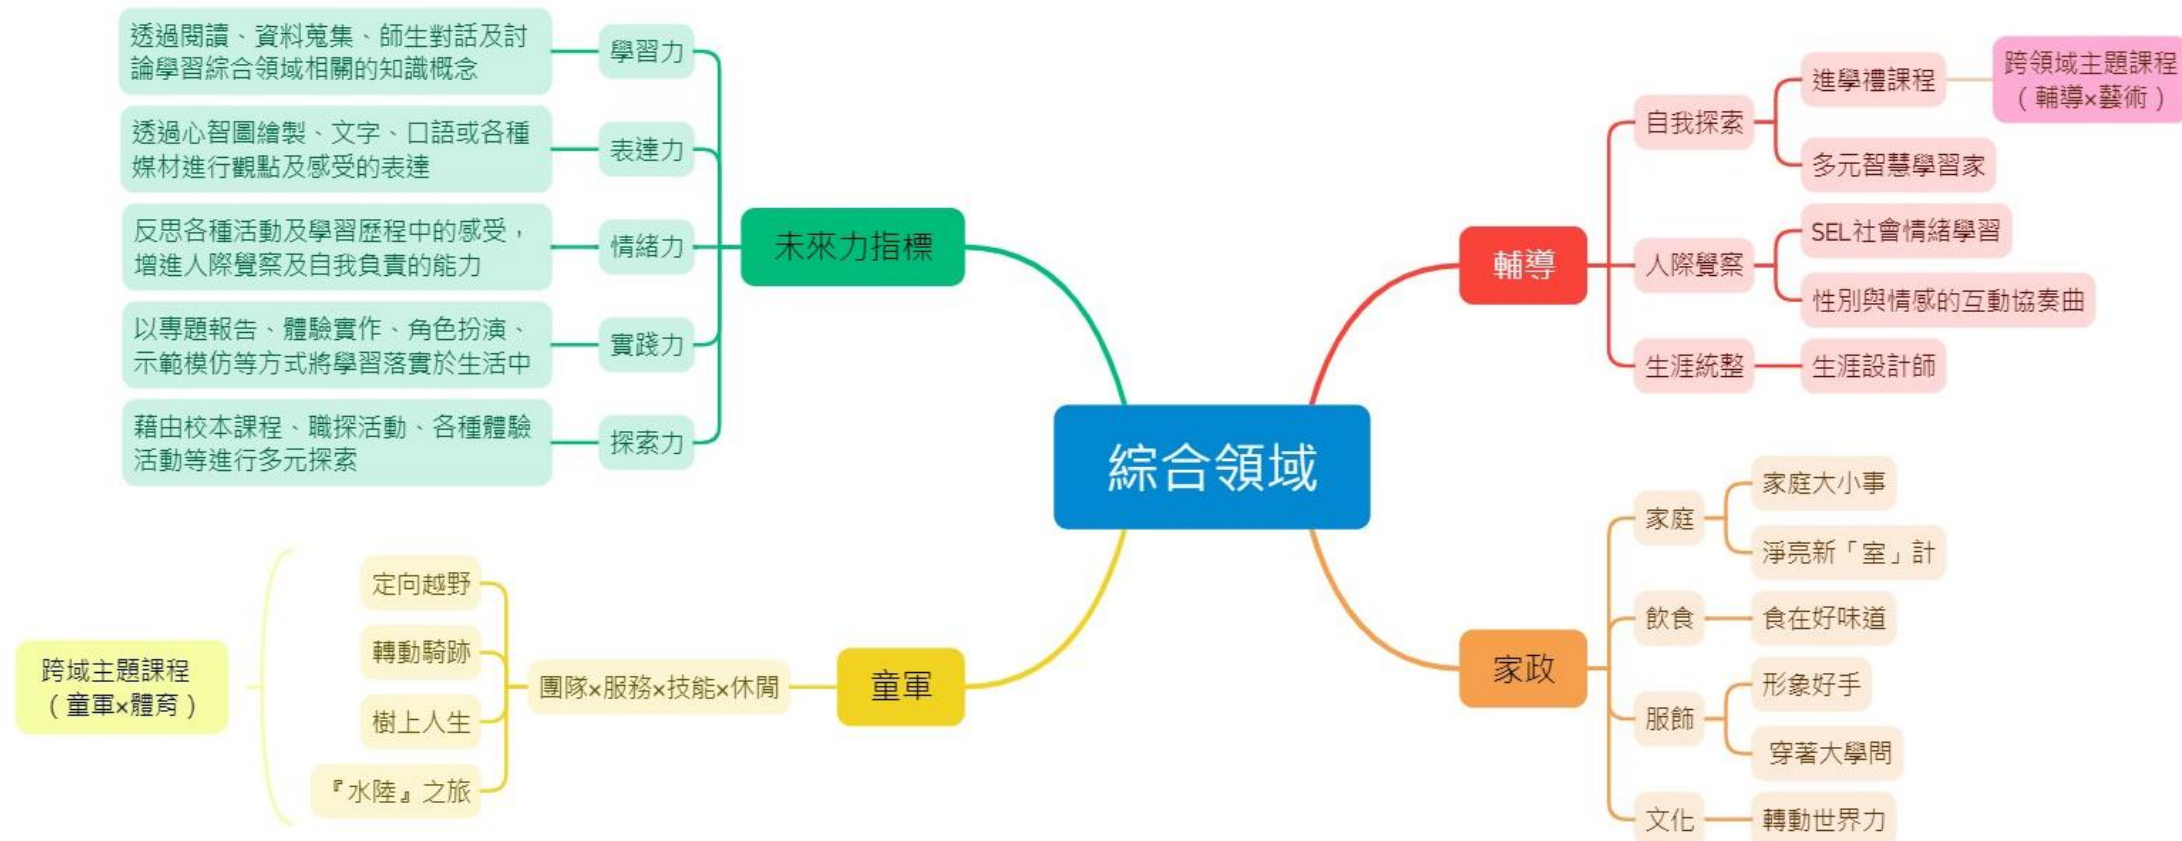 綜合領域
未來力指標
學習力
透過閱讀、資料蒐集、師生對話及討
論學習綜合領域相關的知識概念
表達力
透過心智圖繪製、文字、口語或各種
媒材進行觀點及感受的表達
情緒力
反思各種活動及學習歷程中的感受，
增進人際覺察及自我負責的能力
實踐力
以專題報告、體驗實作、角色扮演、
示範模仿等方式將學習落實於生活中
探索力
藉由校本課程、職探活動、各種體驗
活動等進行多元探索
童軍
團隊×服務×技能×休閒
定向越野
轉動騎跡
樹上人生
『水陸』之旅
跨域主題課程
（童軍×體育）
輔導
自我探索
進學禮課程
跨領域主題課程
（輔導×藝術）
多元智慧學習家
人際覺察
SEL社會情緒學習
性別與情感的互動協奏曲
生涯統整
生涯設計師
家政
家庭
家庭大小事
淨亮新「室」計
飲食
食在好味道
服飾
形象好手
穿著大學問
文化
轉動世界力